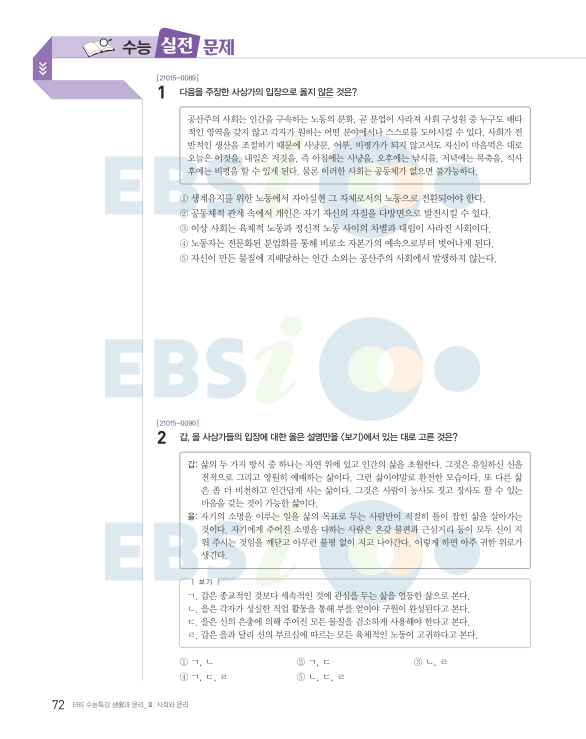 수능 실전 문제
[21015-0089]
1 다음을 주장한 사상가의 입장으로 옳지 않은 것은?
공산주의 사회는 인간을 구속하는 노동의 분화, 곧 분업이 사라져 사회 구성원 중 누구도 배타
적인 영역을 갖지 않고 각자가 원하는 어떤 분야에서나 스스로를 도야시킬 수 있다. 사회가 전
반적인 생산을 조절하기 때문에 사냥꾼, 어부, 비평가가 되지 않고서도 자신이 마음먹은 대로
오늘은 이것을, 내일은 저것을, 즉 아침에는 사냥을, 오후에는 낚시를, 저녁에는 목축을, 식사
후에는 비평을 할 수 있게 된다. 물론 이러한 사회는 공동체가 없으면 불가능하다.
① 생계유지를 위한 노동에서 자아실현 그 자체로서의 노동으로 전환되어야 한다.
② 공동체적 관계 속에서 개인은 자기 자신의 자질을 다방면으로 발전시킬 수 있다.
③ 이상 사회는 육체적 노동과 정신적 노동 사이의 차별과 대립이 사라진 사회이다.
④ 노동자는 전문화된 분업화를 통해 비로소 자본가의 예속으로부터 벗어나게 된다.
⑤ 자신이 만든 물질에 지배당하는 인간 소외는 공산주의 사회에서 발생하지 않는다.
EBSi
EBSi
EBSi
[21015-0090]
2 갑, 을 사상가들의 입장에 대한 옳은 설명만을 <보기>에서 있는 대로 고른 것은?
갑: 삶의 두 가지 방식 중 하나는 자연 위에 있고 인간의 삶을 초월한다. 그것은 유일하신 신을
전적으로 그리고 영원히 예배하는 삶이다. 그런 삶이야말로 완전한 모습이다. 또 다른 삶
은 좀 더 비천하고 인간답게 사는 삶이다. 그것은 사람이 농사도 짓고 장사도 할 수 있는
마음을 갖는 것이 가능한 삶이다.
을: 자기의 소명을 이루는 일을 삶의 목표로 두는 사람만이 적절히 틀이 잡힌 삶을 살아가는
것이다. 자기에게 주어진 소명을 다하는 사람은 온갖 불편과 근심거리 등이 모두 신이 지
워 주시는 것임을 깨닫고 아무런 불평 없이 지고 나아간다. 이렇게 하면 아주 귀한 위로가
생긴다.
보기
ㄱ. 갑은 종교적인 것보다 세속적인 것에 관심을 두는 삶을 열등한 삶으로 본다.
ㄴ. 을은 각자가 성실한 직업 활동을 통해 부를 얻어야 구원이 완성된다고 본다.
ㄷ. 을은 신의 은총에 의해 주어진 모든 물질을 검소하게 사용해야 한다고 본다.
ㄹ. 갑은 을과 달리 신의 부르심에 따르는 모든 육체적인 노동이 고귀하다고 본다.
① ㄱ, ㄴ ② ㄱ, ㄷ ③ ㄴ, ㄹ
④ ㄱ, ㄷ, ㄹ ⑤ ㄴ, ㄷ, ㄹ
72 EBS 수능특강 생활과 윤리_Ⅲ. 사회와 윤리